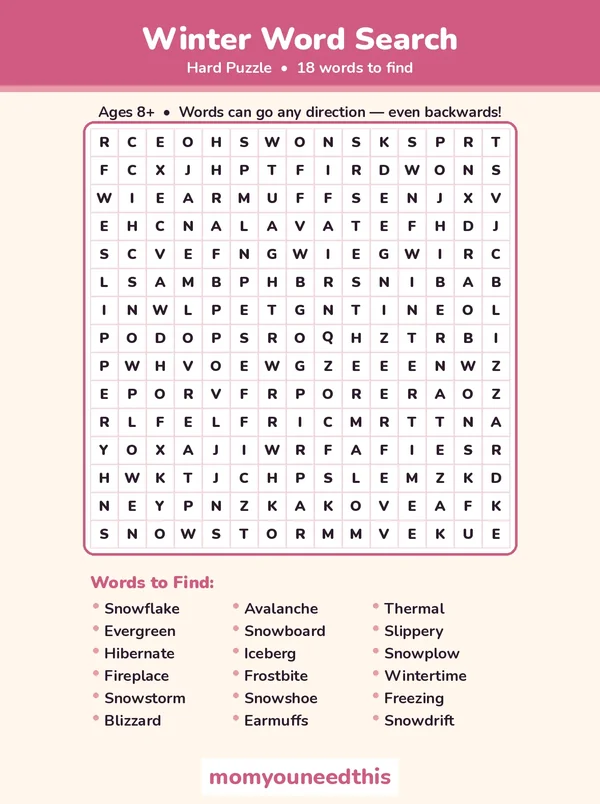 Winter Word Search
Hard Puzzle • 18 words to find
Ages 8+ • Words can go any direction — even backwards!
R C E O H S W O N S K S P R T
F C X J H P T F I R D W O N S
W I E A R M U F F S E N J X V
E H C N A L A V A T E F H D J
S C V E F N G W I E G W I R C
L S A M B P H B R S N I B A B
I N W L P E T G N T I N E O L
P O D O P S R O Q H Z T R B I
P W H V O E W G Z E E E N W Z
E P O R V F R P O R E R A O Z
R L F E L F R I C M R T T N A
Y O X A J I W R F A F I E S R
H W K T J C H P S L E M Z K D
N E Y P N Z K A K O V E A F K
S N O W S T O R M M V E K U E
Words to Find:
• Snowflake • Avalanche • Thermal
• Evergreen • Snowboard • Slippery
• Hibernate • Iceberg • Snowplow
• Fireplace • Frostbite • Wintertime
• Snowstorm • Snowshoe • Freezing
• Blizzard • Earmuffs • Snowdrift
momyouneedthis